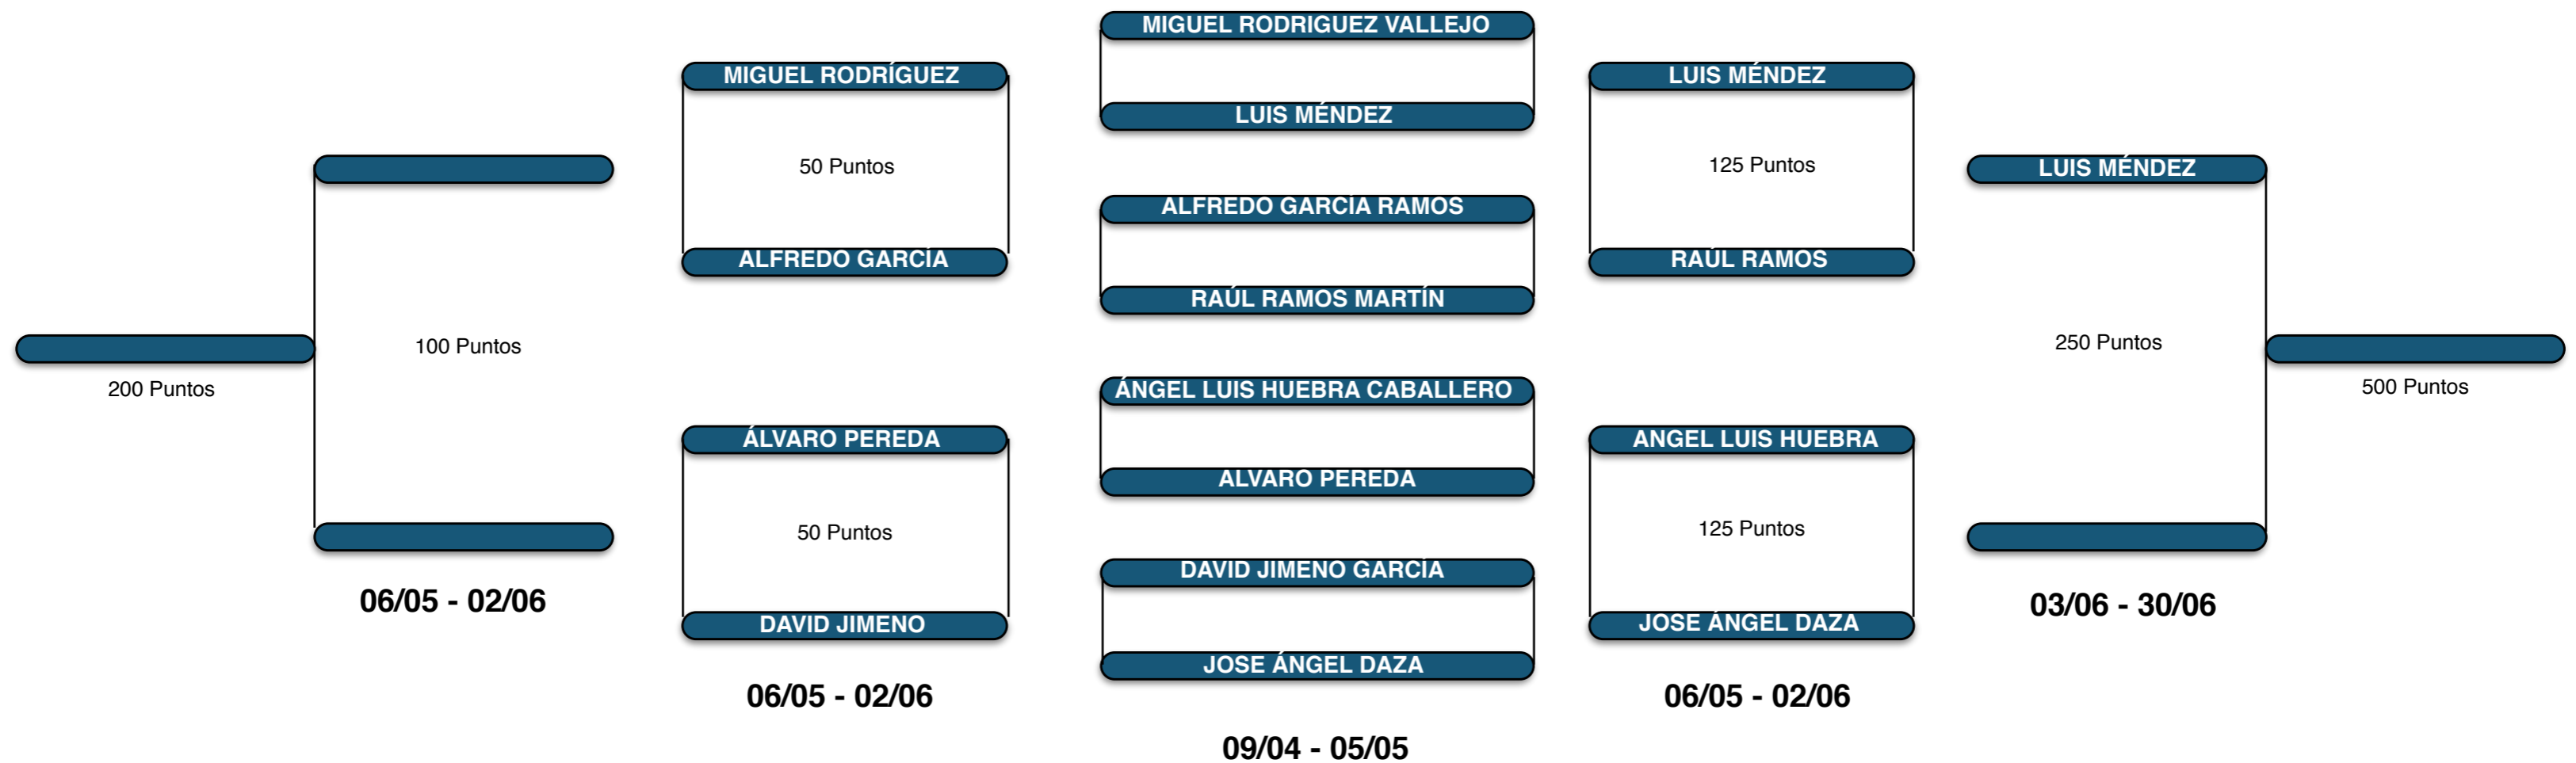 MIGUEL RODRIGUEZ VALLEJO
MIGUEL RODRÍGUEZ
LUIS MÉNDEZ
LUIS MÉNDEZ
50 Puntos
125 Puntos
LUIS MÉNDEZ
ALFREDO GARCÍA RAMOS
ALFREDO GARCÍA
RAÚL RAMOS
RAÚL RAMOS MARTÍN
100 Puntos
250 Puntos
200 Puntos
500 Puntos
ÁNGEL LUIS HUEBRA CABALLERO
ÁLVARO PEREDA
ANGEL LUIS HUEBRA
ALVARO PEREDA
50 Puntos
125 Puntos
DAVID JIMENO GARCÍA
06/05 - 02/06
03/06 - 30/06
DAVID JIMENO
JOSE ÁNGEL DAZA
JOSE ÁNGEL DAZA
06/05 - 02/06
06/05 - 02/06
09/04 - 05/05